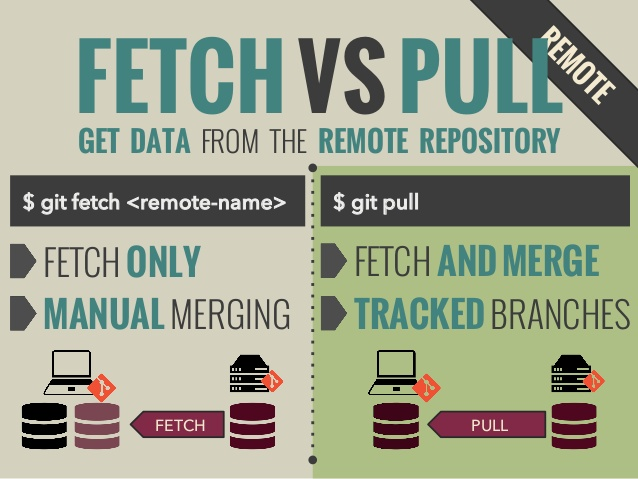 FETCH VS PULL
REMOTE
GET DATA FROM THE REMOTE REPOSITORY
$ git fetch <remote-name>
FETCH ONLY
MANUAL MERGING
FETCH
$ git pull
FETCH AND MERGE
TRACKED BRANCHES
PULL